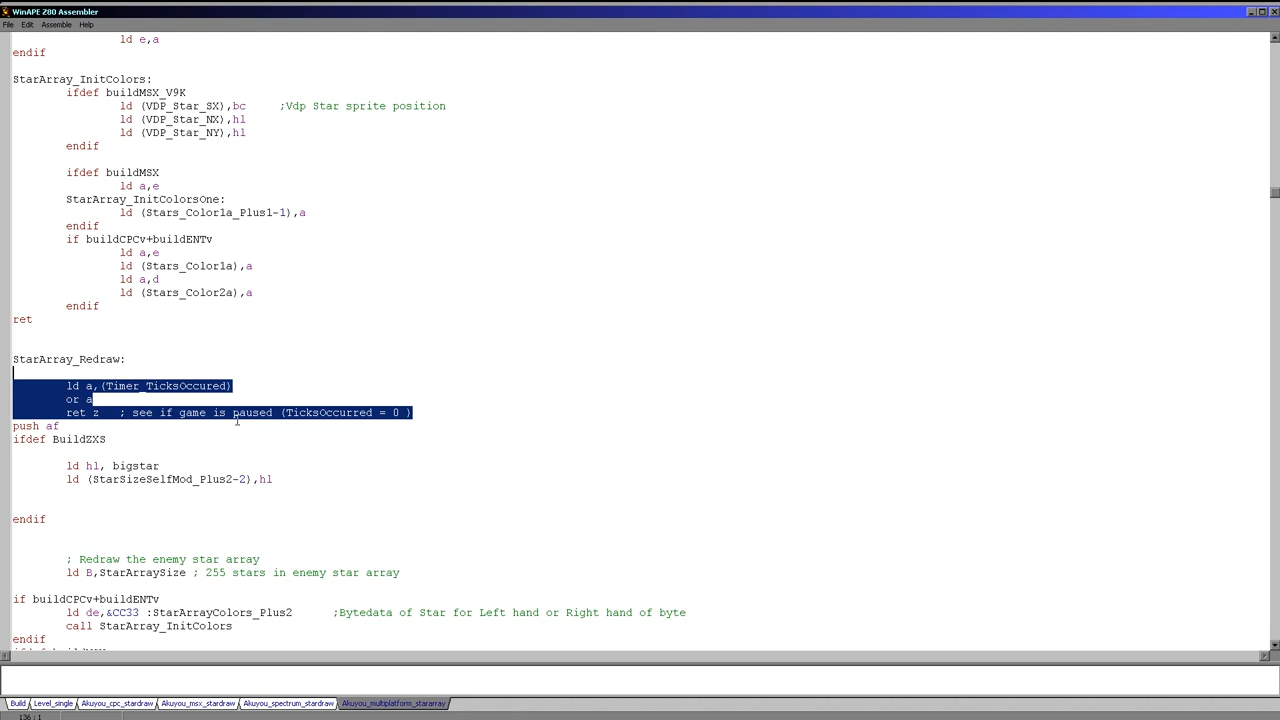 WinAPE Z80 Assembler
File Edit Assemble Help
ld e,a
endif
StarArray_InitColors:
ifdef buildMSX_V9K
ld (VDP_Star_SX),bc ;Vdp Star sprite position
ld (VDP_Star_NX),hl
ld (VDP_Star_NY),hl
endif
ifdef buildMSX
ld a,e
StarArray_InitColorsOne:
ld (Stars_Color1a_Plus1-1),a
endif
if buildCPCv+buildENTv
ld a,e
ld (Stars_Color1a),a
ld a,d
ld (Stars_Color2a),a
endif
ret
StarArray_Redraw:
ld a,(Timer_TicksOccured)
or a
ret z ; see if game is paused (TicksOccurred = 0 )
push af
ifdef BuildZXS
ld hl, bigstar
ld (StarSizeSelfMod_Plus2-2),hl
endif
; Redraw the enemy star array
ld B,StarArraySize ; 255 stars in enemy star array
if buildCPCv+buildENTv
ld de,&CC33 :StarArrayColors_Plus2 ;Bytedata of Star for Left hand or Right hand of byte
call StarArray_InitColors
endif
Build Level_single Akuyou_cpc_stardraw Akuyou_msx_stardraw Akuyou_spectrum_stardraw Akuyou_multiplatform_stararray
136 : 1